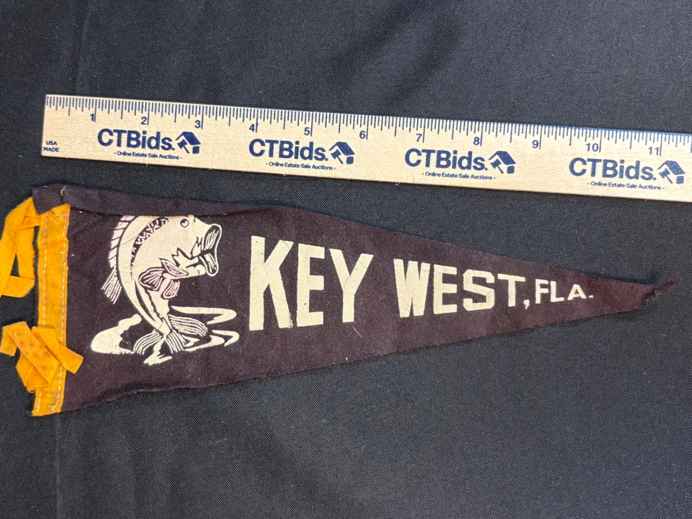 1 2 3 4 5 6 7 8 9 10 11
USA
MADE
CTBids.
- Online Estate Sale Auctions -
CTBids.
- Online Estate Sale Auctions -
CTBids.
- Online Estate Sale Auctions -
CTBids.
- Online Estate Sale Auctions -
KEY WEST, FLA.